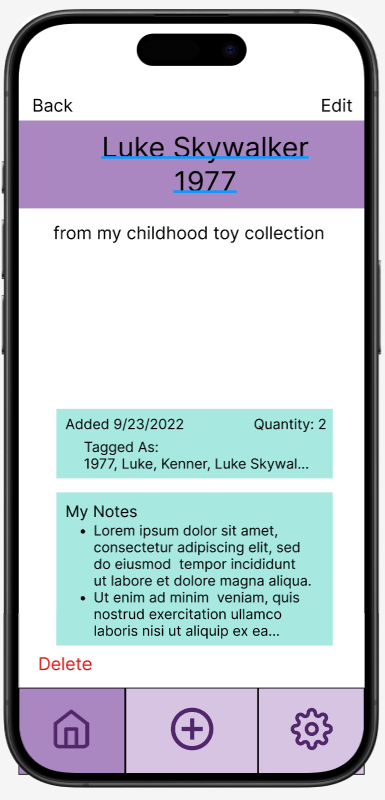 Back
Edit
Luke Skywalker
1977
from my childhood toy collection
Added 9/23/2022
Quantity: 2
Tagged As:
1977, Luke, Kenner, Luke Skywal...
My Notes
• Lorem ipsum dolor sit amet,
consectetur adipiscing elit, sed
do eiusmod  tempor incididunt
ut labore et dolore magna aliqua.
• Ut enim ad minim  veniam, quis
nostrud exercitation ullamco
laboris nisi ut aliquip ex ea...
Delete